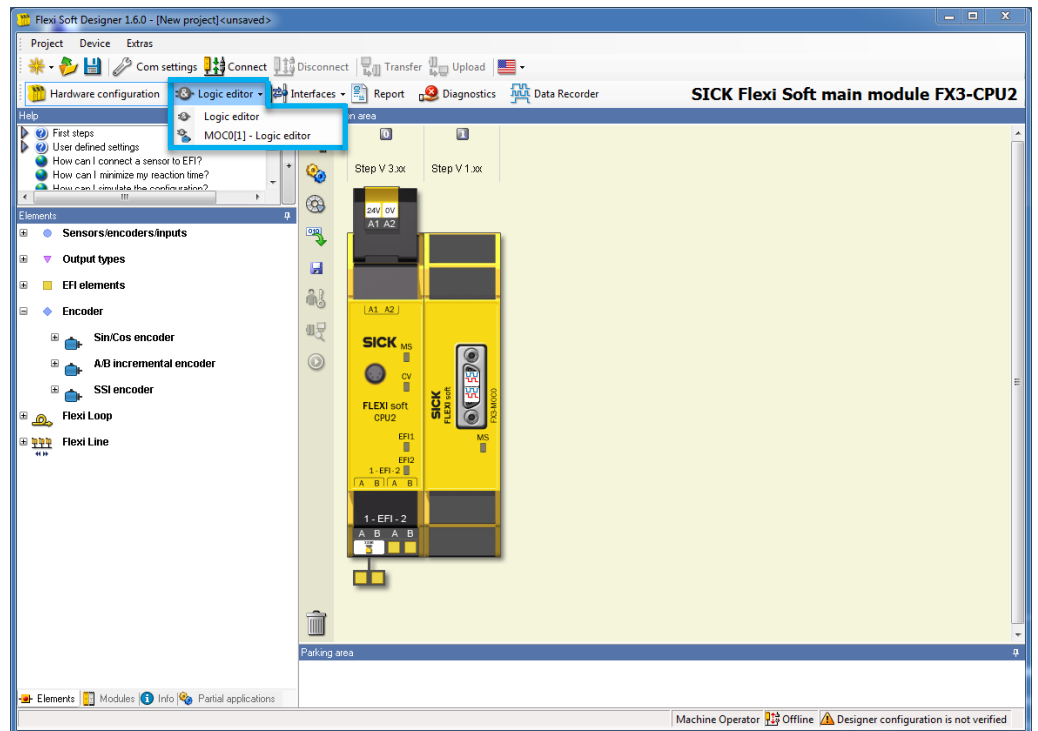 Flexi Soft Designer 1.6.0 - [New project]<unsaved>
Project Device Extras
Com settings Connect Disconnect Transfer Upload
Hardware configuration Logic editor Interfaces Report Diagnostics Data Recorder SICK Flexi Soft main module FX3-CPU2
Logic editor
MOC0[1] - Logic editor
Help
First steps
User defined settings
How can I connect a sensor to EFI?
How can I minimize my reaction time?
How can I simulate the configuration?
Elements
Sensors/encoders/inputs
Output types
EFI elements
Encoder
Sin/Cos encoder
A/B incremental encoder
SSI encoder
Flexi Loop
Flexi Line
0 1
Step V 3.xx Step V 1.xx
24V 0V
A1 A2
A1 A2
SICK MS
CV
FLEXI soft
CPU2
EFI1
EFI2
1 - EFI - 2
A B A B
1 - EFI - 2
A B A B
SICK
FLEXI soft
FX3-MOC0
MS
Parking area
Elements Modules Info Partial applications
Machine Operator Offline Designer configuration is not verified